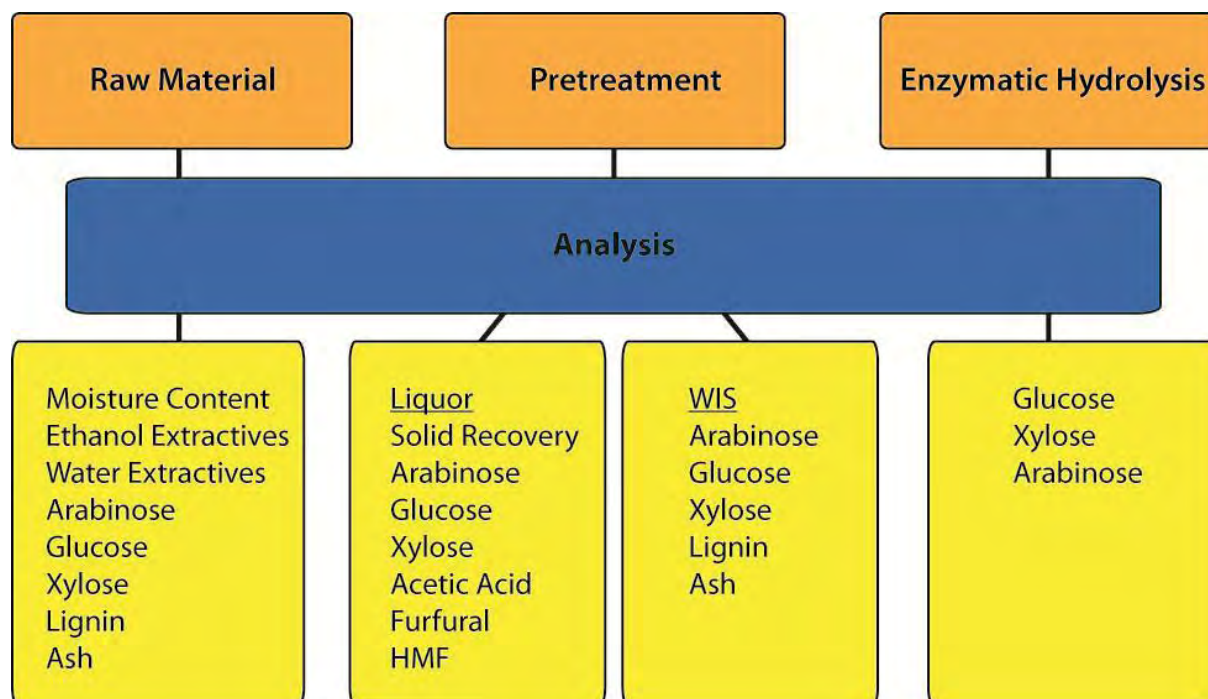 Raw Material
Pretreatment
Enzymatic Hydrolysis
Analysis
Moisture Content
Ethanol Extractives
Water Extractives
Arabinose
Glucose
Xylose
Lignin
Ash
Liquor
Solid Recovery
Arabinose
Glucose
Xylose
Acetic Acid
Furfural
HMF
WIS
Arabinose
Glucose
Xylose
Lignin
Ash
Glucose
Xylose
Arabinose